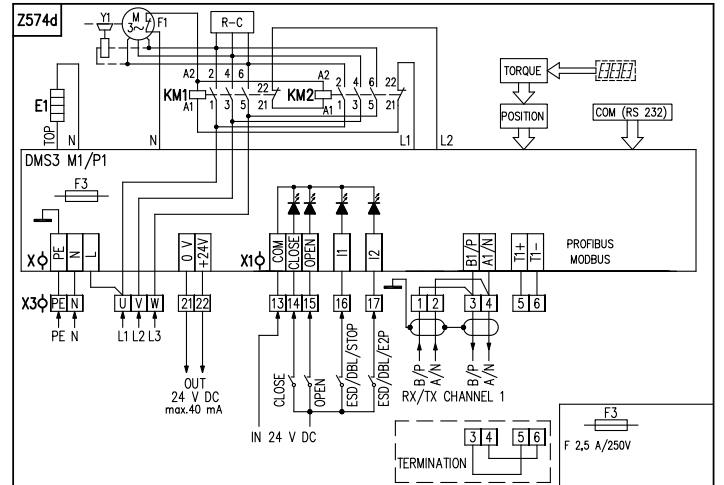 Z574d
Y1
M
3~
F1
R-C
A2 2 4 6 22
KM1
A1 1 3 5 21
A2 2 4 6 22
KM2
A1 1 3 5 21
TORQUE
POSITION
COM (RS 232)
E1
TOP
N
N
L1
L2
DMS3 M1/P1
F3
X
PE
N
L
0 V
+24V
X1
COM
CLOSE
OPEN
I1
I2
B1/P
A1/N
T1+
T1-
PROFIBUS
MODBUS
X3
PE N
U V W
21 22
13 14 15
16
17
1 2
3 4
5 6
PE N
L1 L2 L3
OUT
24 V DC
max.40 mA
CLOSE
OPEN
ESD/DBL/STOP
ESD/DBL/E2P
IN 24 V DC
B/P
A/N
B/P
A/N
RX/TX CHANNEL 1
TERMINATION
3 4
5 6
F3
F 2,5 A/250V